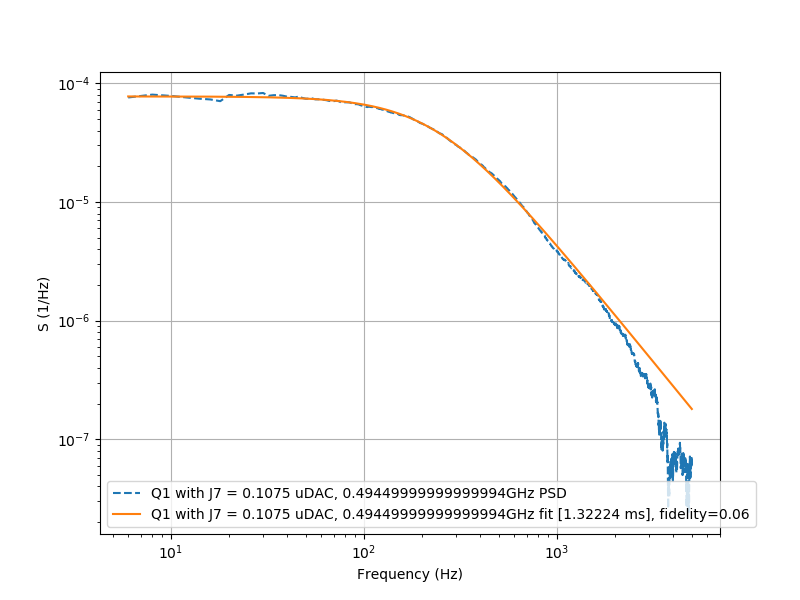 10⁻⁴
10⁻⁵
10⁻⁶
10⁻⁷
S (1/Hz)
Q1 with J7 = 0.1075 uDAC, 0.49449999999999994GHz PSD
Q1 with J7 = 0.1075 uDAC, 0.49449999999999994GHz fit [1.32224 ms], fidelity=0.06
10¹ 10² 10³
Frequency (Hz)